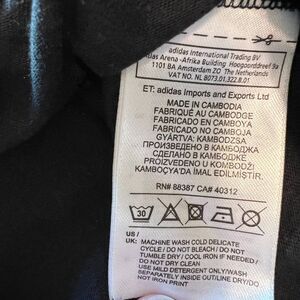 adidas International Trading BV
das Arena -Afrika Building Hoogoorddreef 9a
1101 BA Amsterdam ZO The Netherlands
VAT NO. NL 8073.01.322.B.01
ET: adidas Imports and Exports Ltd
MADE IN CAMBODIA
FABRIQUÉ AU CAMBODGE
FABRICADO EN CAMBOYA
FABRICADO NO CAMBOJA
GYÁRTVA: KAMBODZSA
ПРОИЗВЕДЕНО В КАМБОДЖА
СДЕЛАНО В КАМБОДЖЕ
PROIZVEDENO U KOMBODŽI
KAMBOÇYA'DA İMAL EDİLMİŞTİR.
RN# 88387 CA# 40312
30
US /
UK: MACHINE WASH COLD DELICATE
CYCLE / DO NOT BLEACH / DO NOT
TUMBLE DRY / COOL IRON IF NEEDED /
DO NOT DRY CLEAN
USE MILD DETERGENT ONLY/WASH
SEPARATELY INSIDE OUT/LINE DRY/DO
NOT IRON PRINT